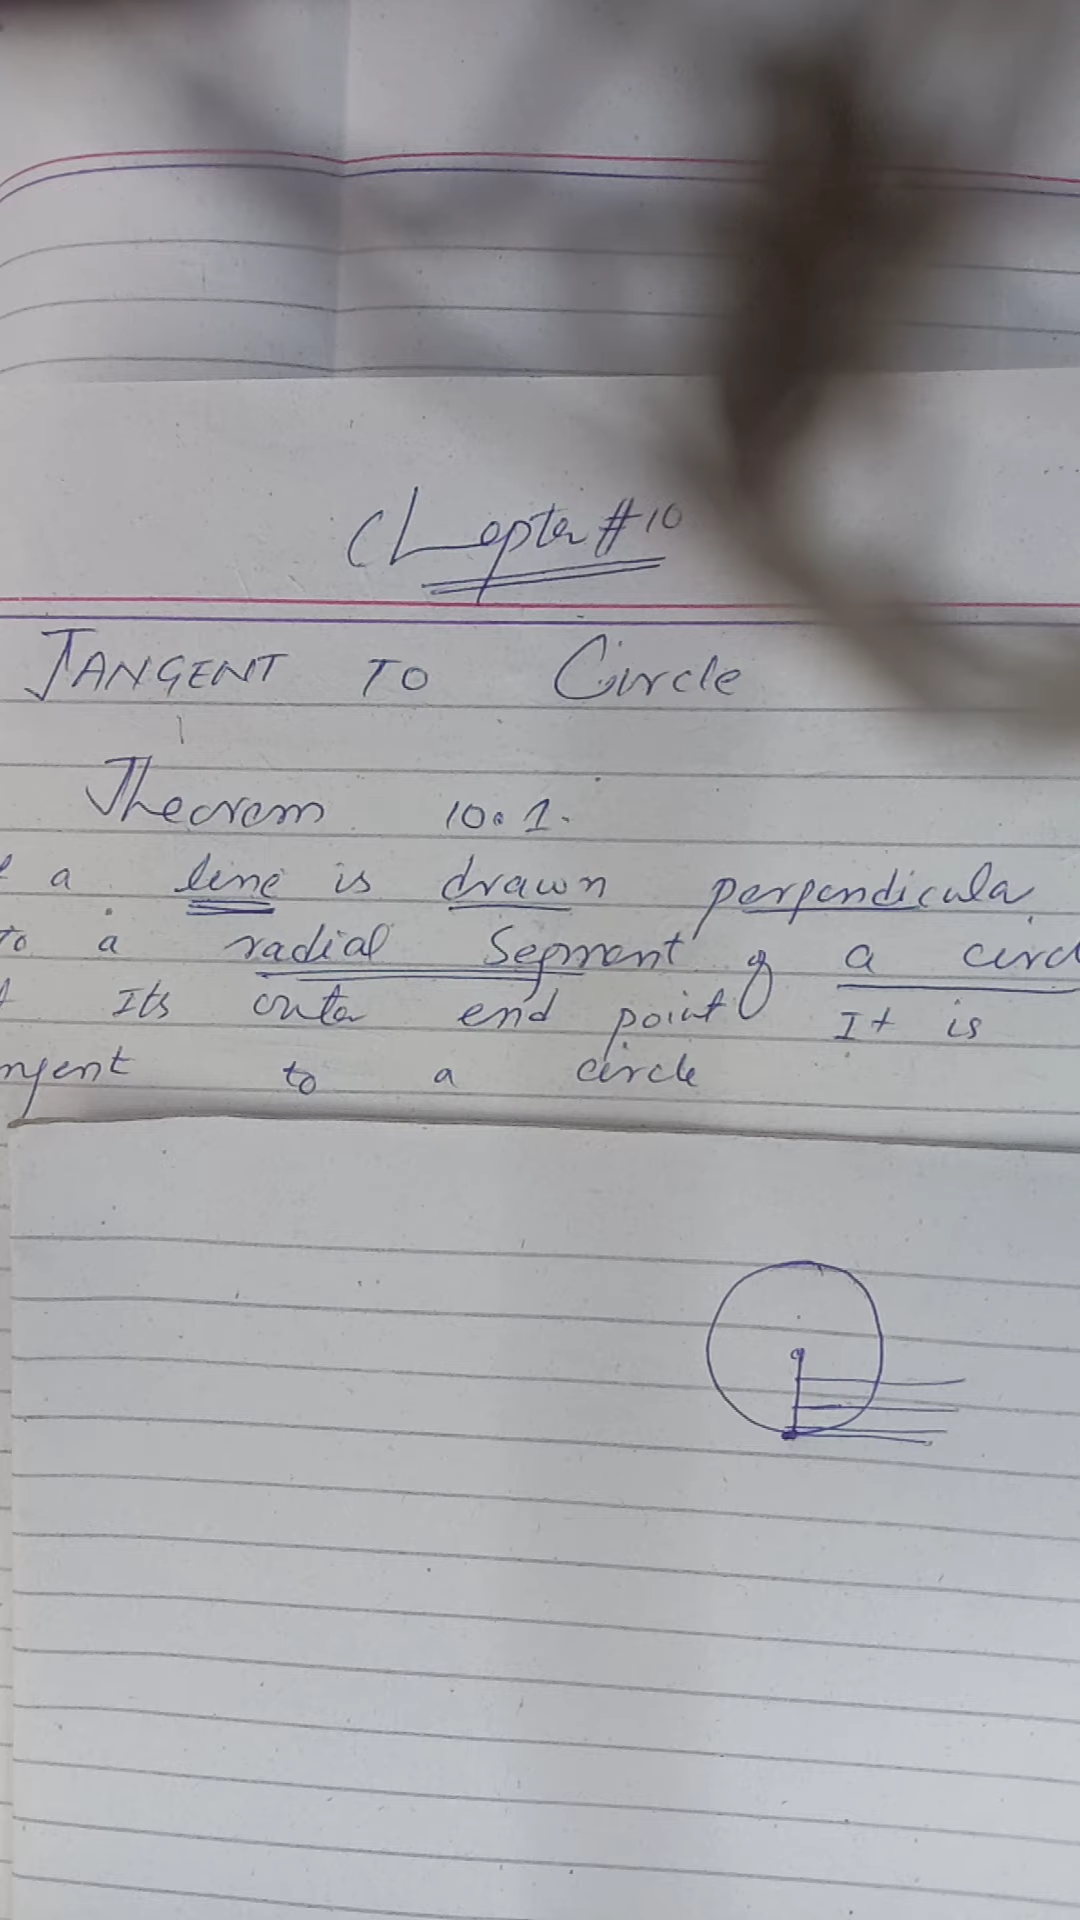 Chapter # 10
TANGENT TO Circle
Theorem 10.1.
a line is drawn perpendicula
to a radial Segment of a circ
Its outer end point It is
ngent to a circle